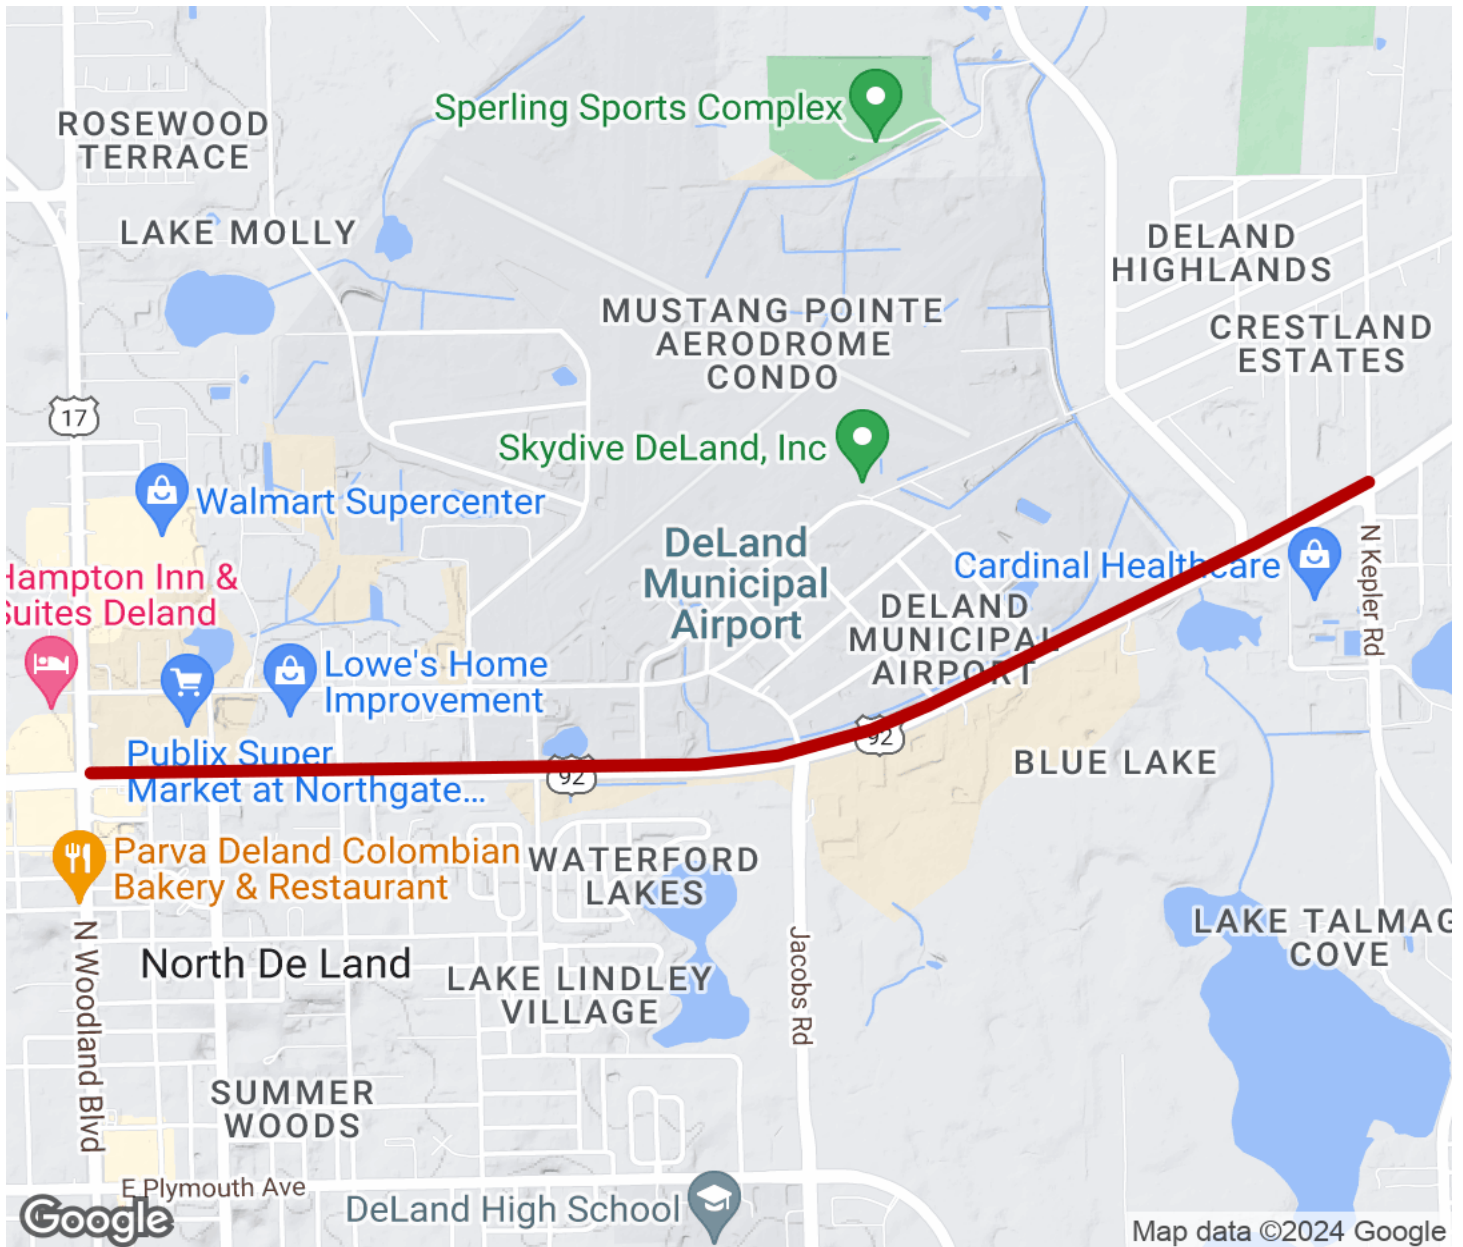 Sperling Sports Complex
ROSEWOOD
TERRACE
LAKE MOLLY
DELAND
HIGHLANDS
MUSTANG POINTE
AERODROME
CONDO
CRESTLAND
ESTATES
17
Skydive DeLand, Inc
Walmart Supercenter
DeLand
Municipal
Airport
N Kepler Rd
Cardinal Healthcare
Hampton Inn &
Suites Deland
DELAND
MUNICIPAL
AIRPORT
Lowe's Home
Improvement
92
Publix Super
Market at Northgate...
92
BLUE LAKE
Parva Deland Colombian
Bakery & Restaurant
WATERFORD
LAKES
N Woodland Blvd
North De Land
Jacobs Rd
LAKE TALMAG
COVE
LAKE LINDLEY
VILLAGE
SUMMER
WOODS
E Plymouth Ave
DeLand High School
Google
Map data ©2024 Google